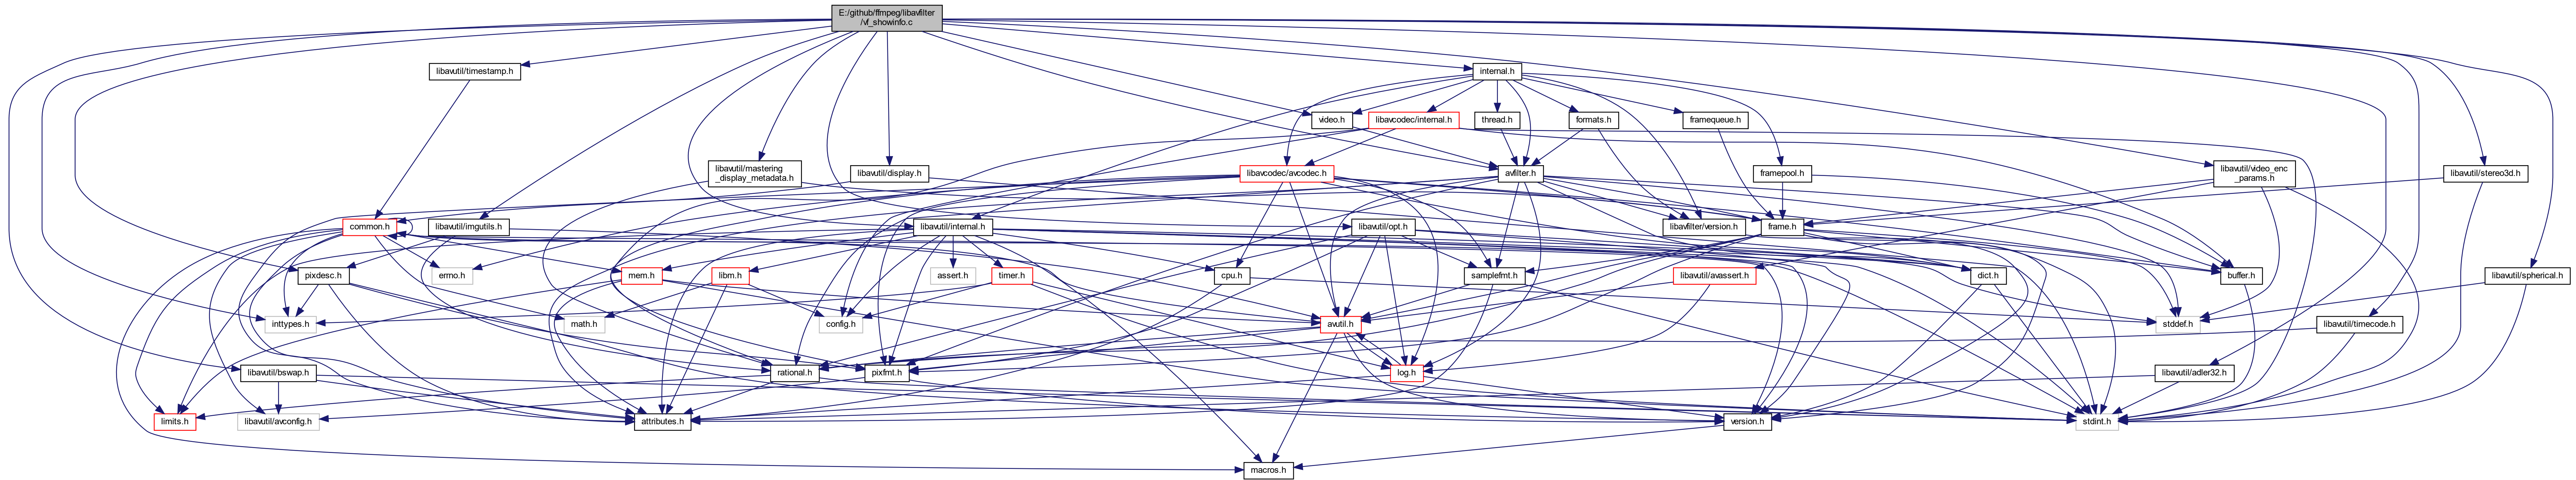 E:/github/ffmpeg/libavfilter
/vf_showinfo.c
libavutil/timestamp.h
internal.h
video.h
libavcodec/internal.h
thread.h
formats.h
framequeue.h
libavutil/mastering
_display_metadata.h
libavutil/display.h
libavcodec/avcodec.h
avfilter.h
framepool.h
libavutil/video_enc
_params.h
libavutil/stereo3d.h
common.h
libavutil/imgutils.h
libavutil/internal.h
libavutil/opt.h
libavfilter/version.h
frame.h
pixdesc.h
errno.h
mem.h
libm.h
assert.h
timer.h
cpu.h
samplefmt.h
libavutil/avassert.h
dict.h
buffer.h
libavutil/spherical.h
inttypes.h
math.h
config.h
avutil.h
stddef.h
libavutil/timecode.h
libavutil/bswap.h
rational.h
pixfmt.h
log.h
libavutil/adler32.h
limits.h
libavutil/avconfig.h
attributes.h
version.h
stdint.h
macros.h